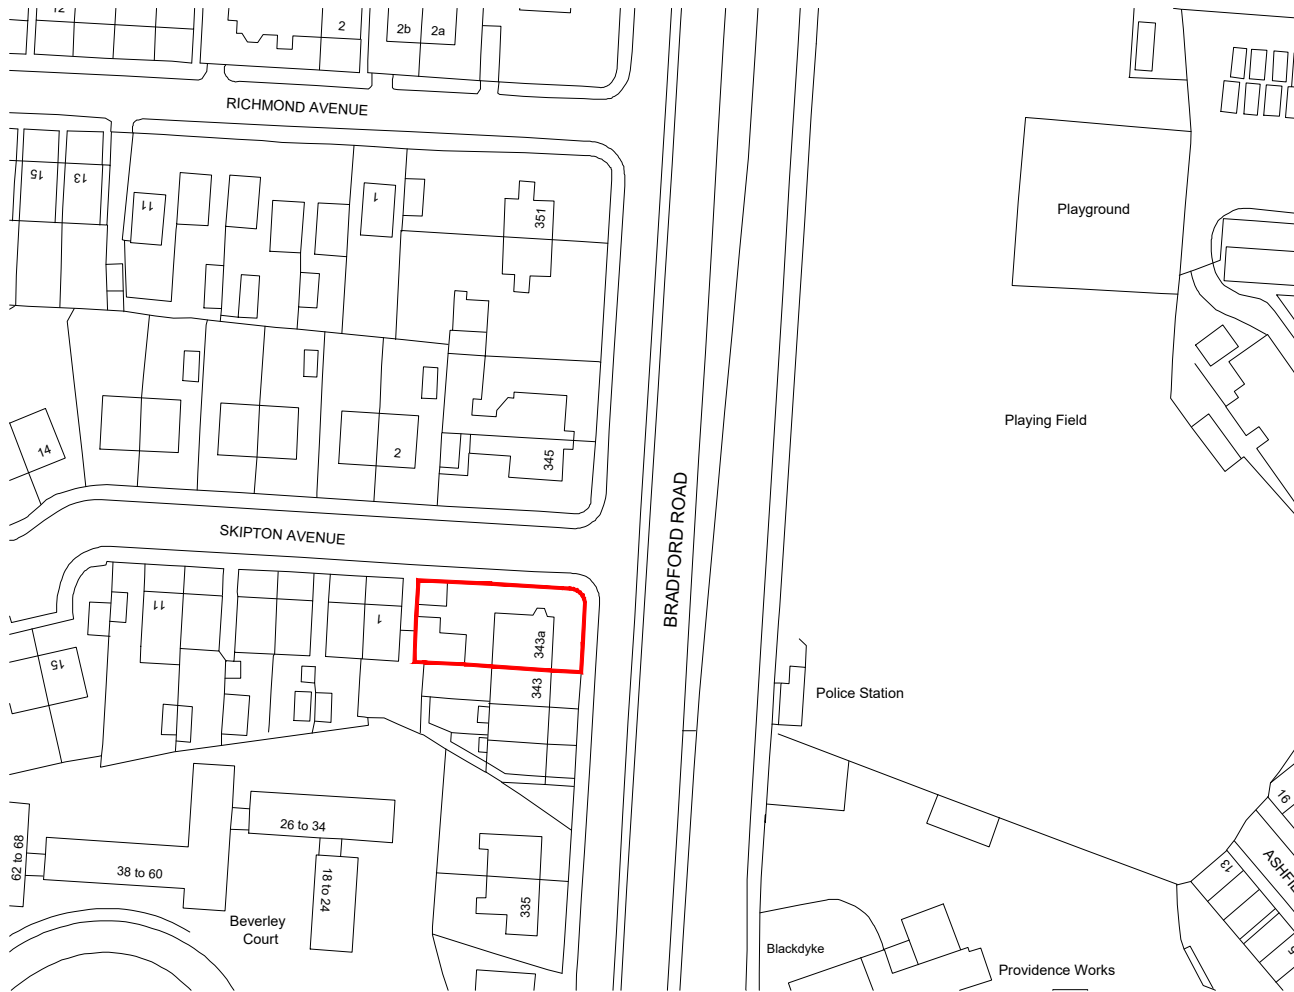 12
2
2b
2a
RICHMOND AVENUE
15
13
11
1
351
Playground
Playing Field
14
2
345
SKIPTON AVENUE
BRADFORD ROAD
11
1
343a
15
343
Police Station
62 to 68
38 to 60
26 to 34
18 to 24
335
Beverley
Court
Blackdyke
Providence Works
16
13